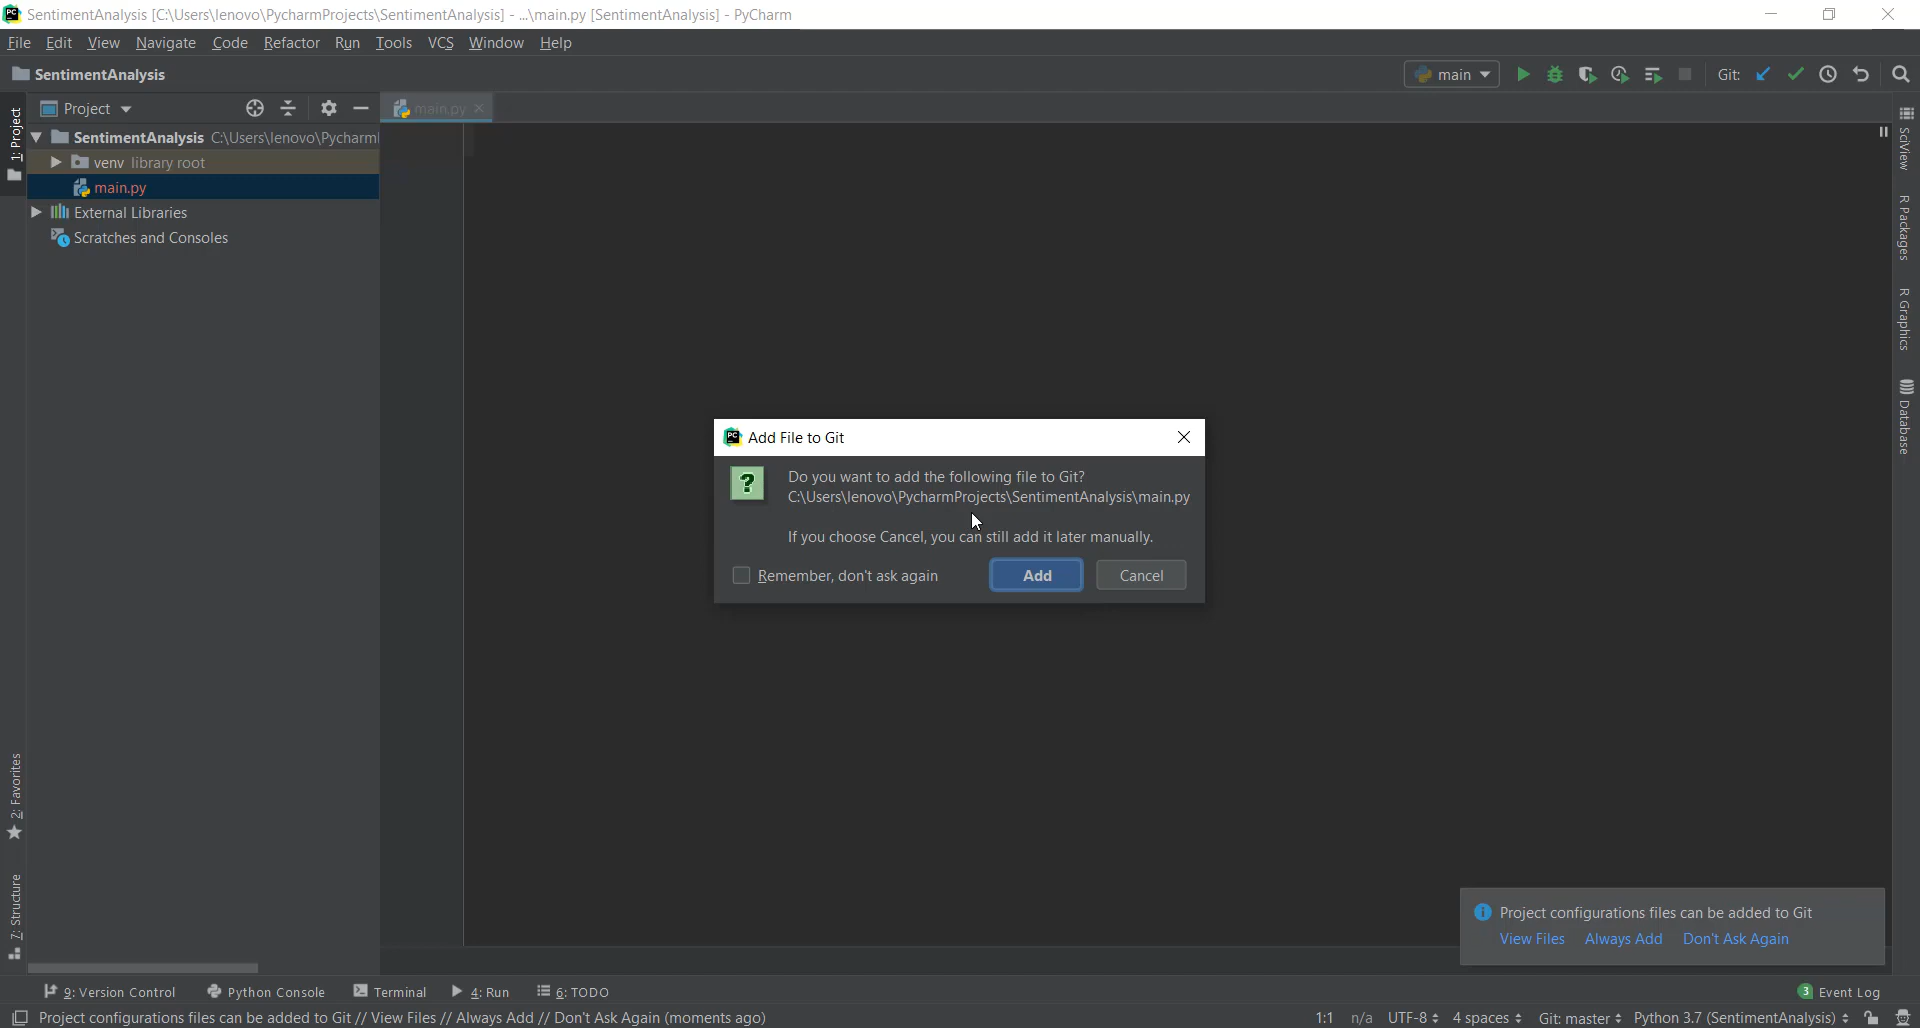 SentimentAnalysis [C:\Users\lenovo\PycharmProjects\SentimentAnalysis] - ...\main.py [SentimentAnalysis] - PyCharm
File Edit View Navigate Code Refactor Run Tools VCS Window Help
SentimentAnalysis
main
Git:
1: Project
Project
main.py
SentimentAnalysis C:\Users\lenovo\Pycharm
venv library root
main.py
External Libraries
Scratches and Consoles
SciView
R Packages
R Graphics
Database
PC Add File to Git
?
Do you want to add the following file to Git?
C:\Users\lenovo\PycharmProjects\SentimentAnalysis\main.py
If you choose Cancel, you can still add it later manually.
Remember, don't ask again
Add
Cancel
2: Favorites
7: Structure
Project configurations files can be added to Git
View Files Always Add Don't Ask Again
9: Version Control Python Console Terminal 4: Run 6: TODO
3 Event Log
Project configurations files can be added to Git // View Files // Always Add // Don't Ask Again (moments ago)
1:1 n/a UTF-8 4 spaces Git: master Python 3.7 (SentimentAnalysis)